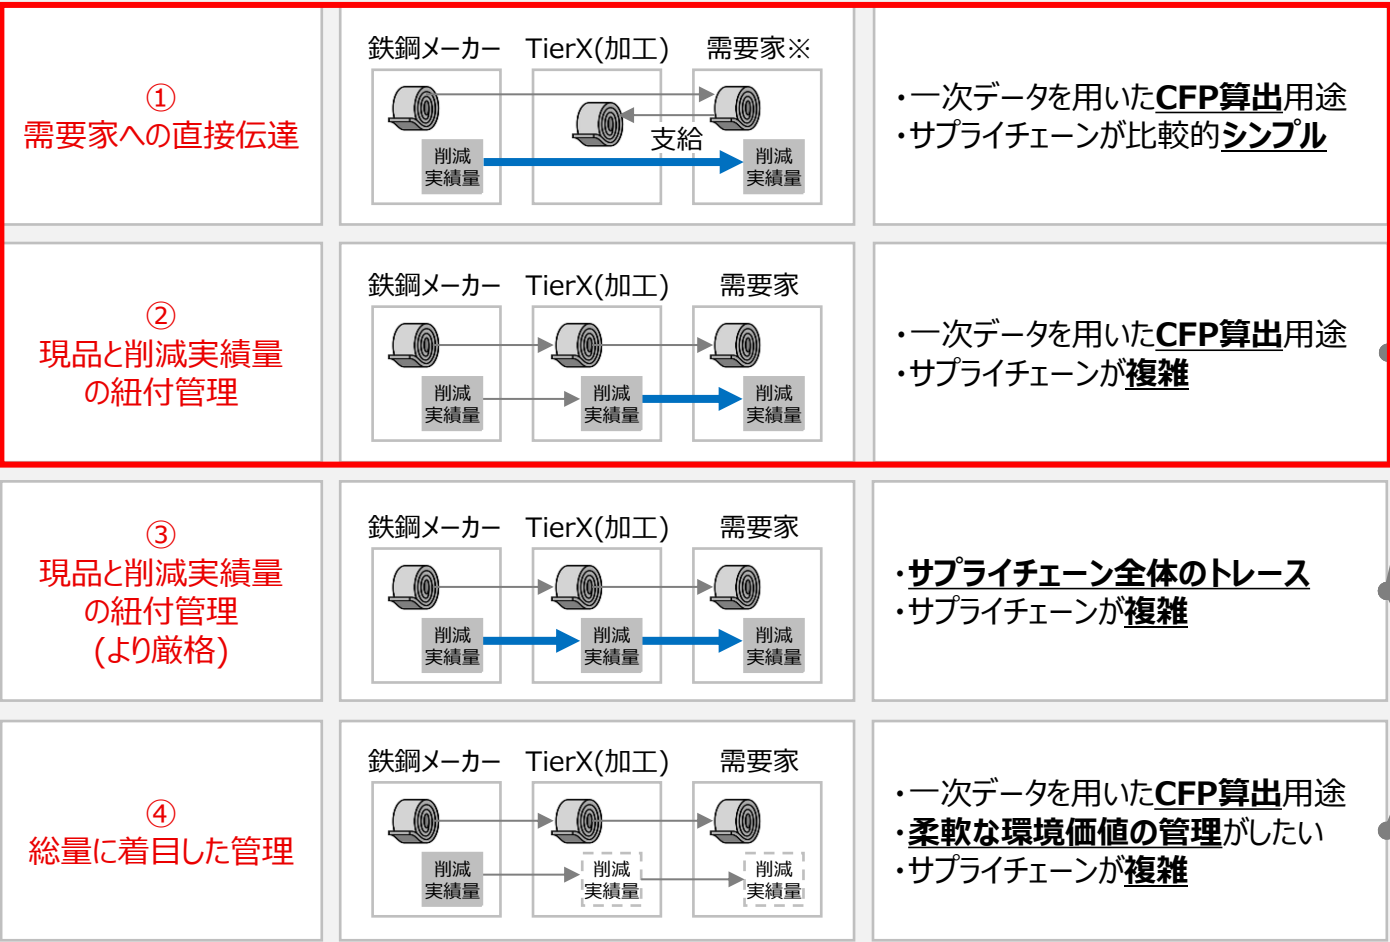 ①
需要家への直接伝達
鉄鋼メーカー TierX(加工) 需要家※
支給
削減
実績量
削減
実績量
・一次データを用いたCFP算出用途
・サプライチェーンが比較的シンプル
②
現品と削減実績量
の紐付管理
鉄鋼メーカー TierX(加工) 需要家
削減
実績量
削減
実績量
削減
実績量
・一次データを用いたCFP算出用途
・サプライチェーンが複雑
③
現品と削減実績量
の紐付管理
(より厳格)
鉄鋼メーカー TierX(加工) 需要家
削減
実績量
削減
実績量
削減
実績量
・サプライチェーン全体のトレース
・サプライチェーンが複雑
④
総量に着目した管理
鉄鋼メーカー TierX(加工) 需要家
削減
実績量
削減
実績量
削減
実績量
・一次データを用いたCFP算出用途
・柔軟な環境価値の管理がしたい
・サプライチェーンが複雑